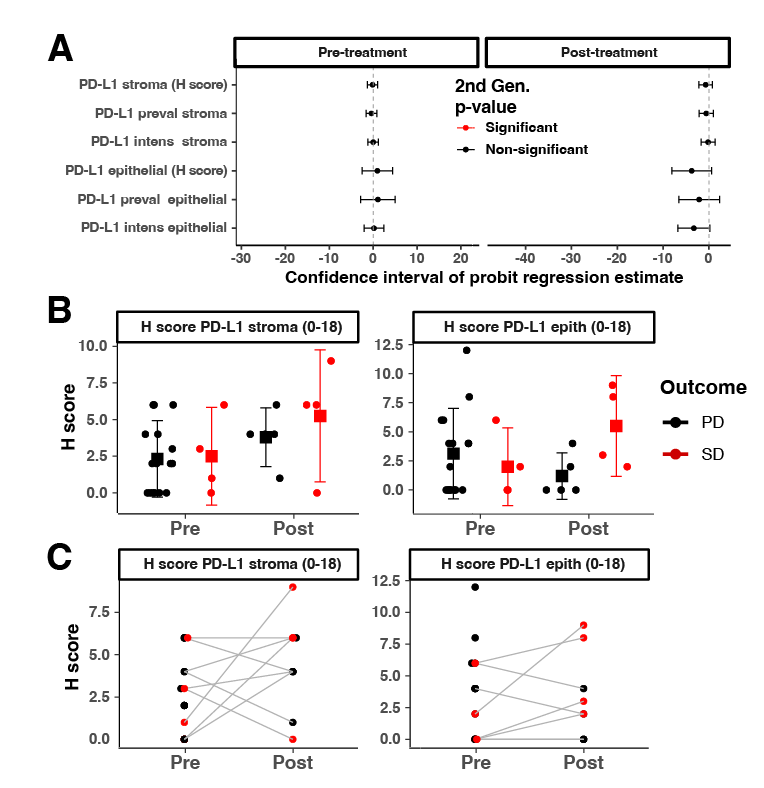 A
Pre-treatment
Post-treatment
PD-L1 stroma (H score)
PD-L1 preval stroma
PD-L1 intens  stroma
PD-L1 epithelial (H score)
PD-L1 preval  epithelial
PD-L1 intens epithelial
2nd Gen.
p-value
Significant
Non-significant
-30 -20 -10 0 10 20
-40 -30 -20 -10 0
Confidence interval of probit regression estimate
B
H score PD-L1 stroma (0-18)
H score PD-L1 epith (0-18)
H score
10.0
7.5
5.0
2.5
0.0
Pre Post
12.5
10.0
7.5
5.0
2.5
0.0
Pre Post
Outcome
PD
SD
C
H score PD-L1 stroma (0-18)
H score PD-L1 epith (0-18)
H score
7.5
5.0
2.5
0.0
Pre Post
12.5
10.0
7.5
5.0
2.5
0.0
Pre Post